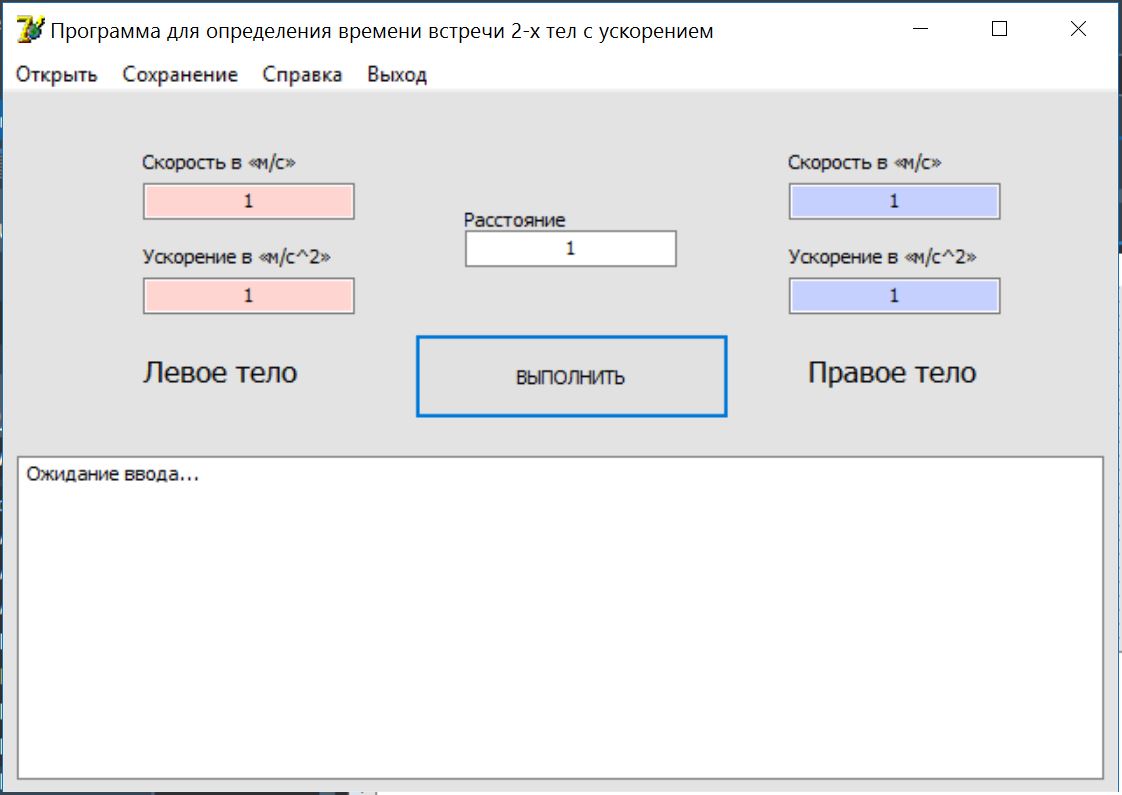 Программа для определения времени встречи 2-х тел с ускорением
Открыть Сохранение Справка Выход
Скорость в «м/с»
1
Ускорение в «м/с^2»
1
Левое тело
Расстояние
1
ВЫПОЛНИТЬ
Скорость в «м/с»
1
Ускорение в «м/с^2»
1
Правое тело
Ожидание ввода...